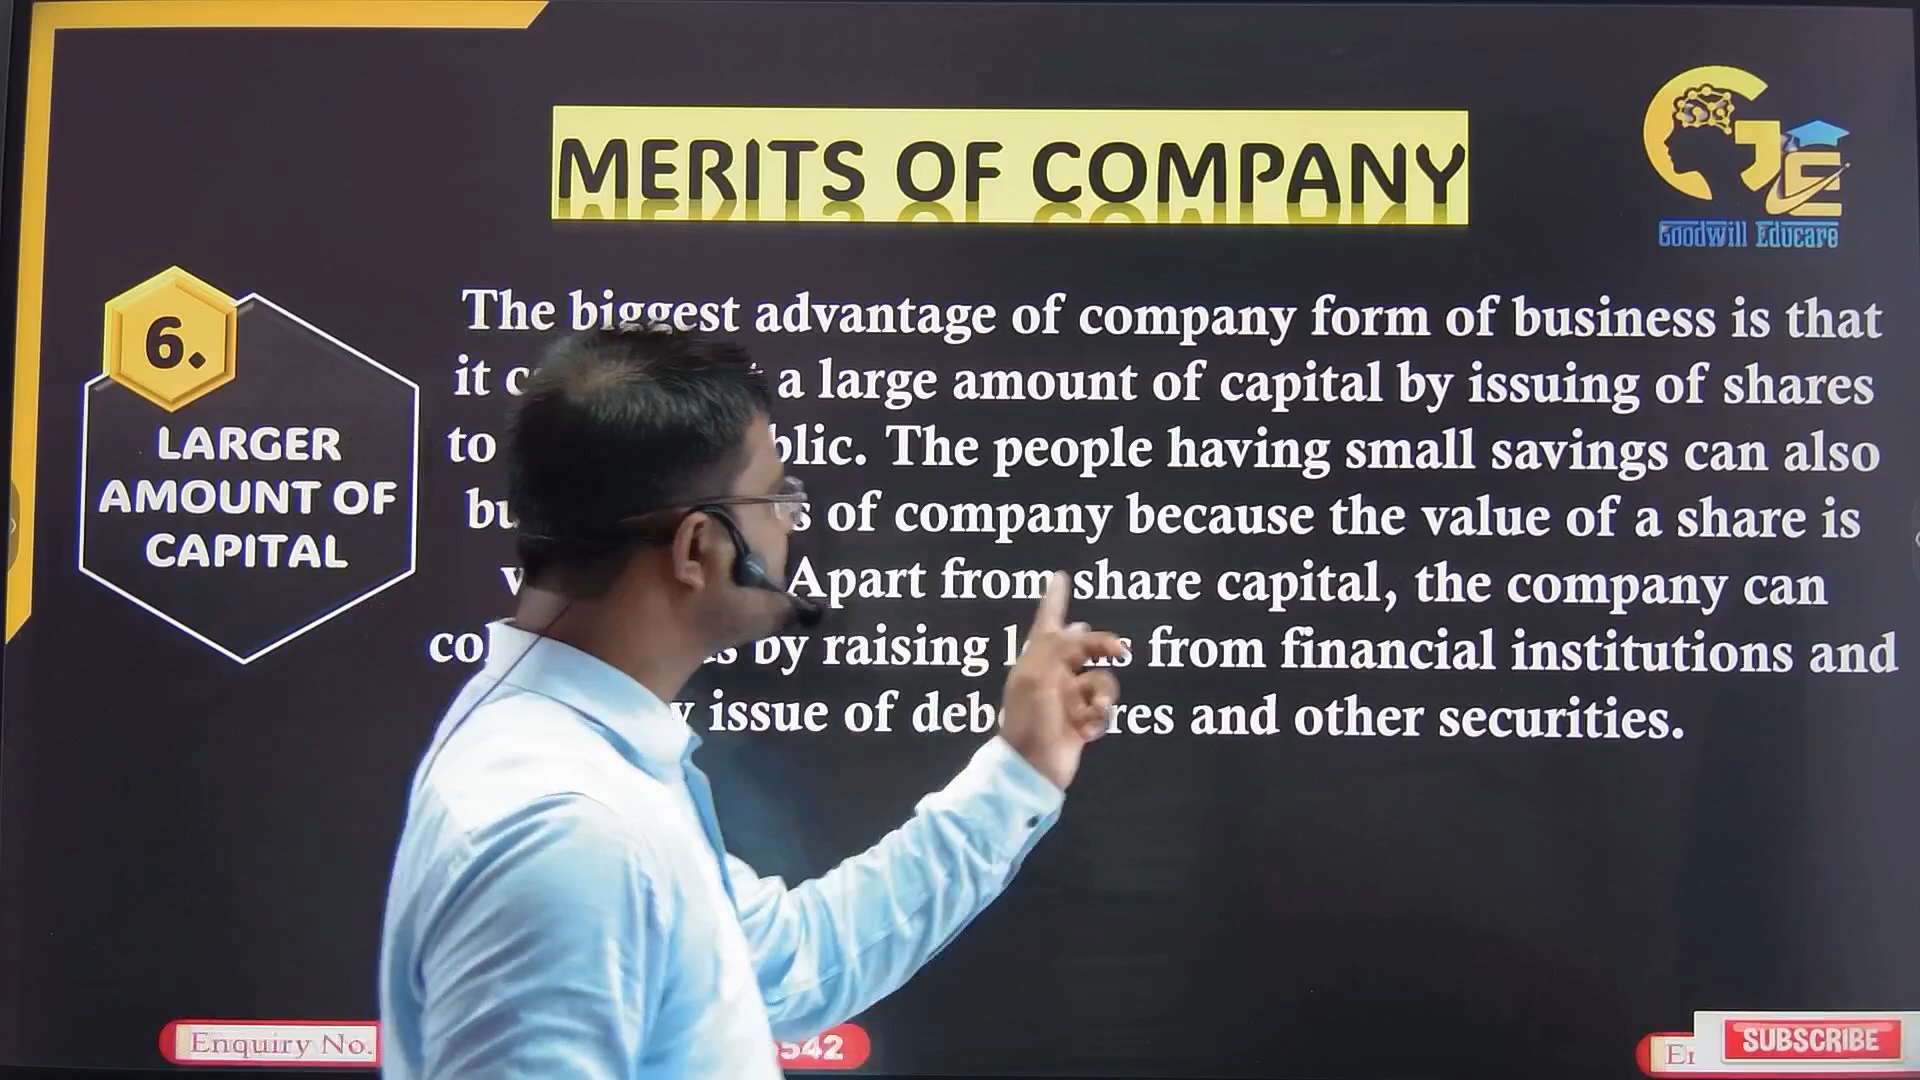 MERITS OF COMPANY
Goodwill Educare
6.
LARGER
AMOUNT OF
CAPITAL
The biggest advantage of company form of business is that
it a large amount of capital by issuing of shares
to The people having small savings can also
of company because the value of a share is
Apart from share capital, the company can
by raising from financial institutions and
issue of and other securities.
Enquiry No.
542
SUBSCRIBE